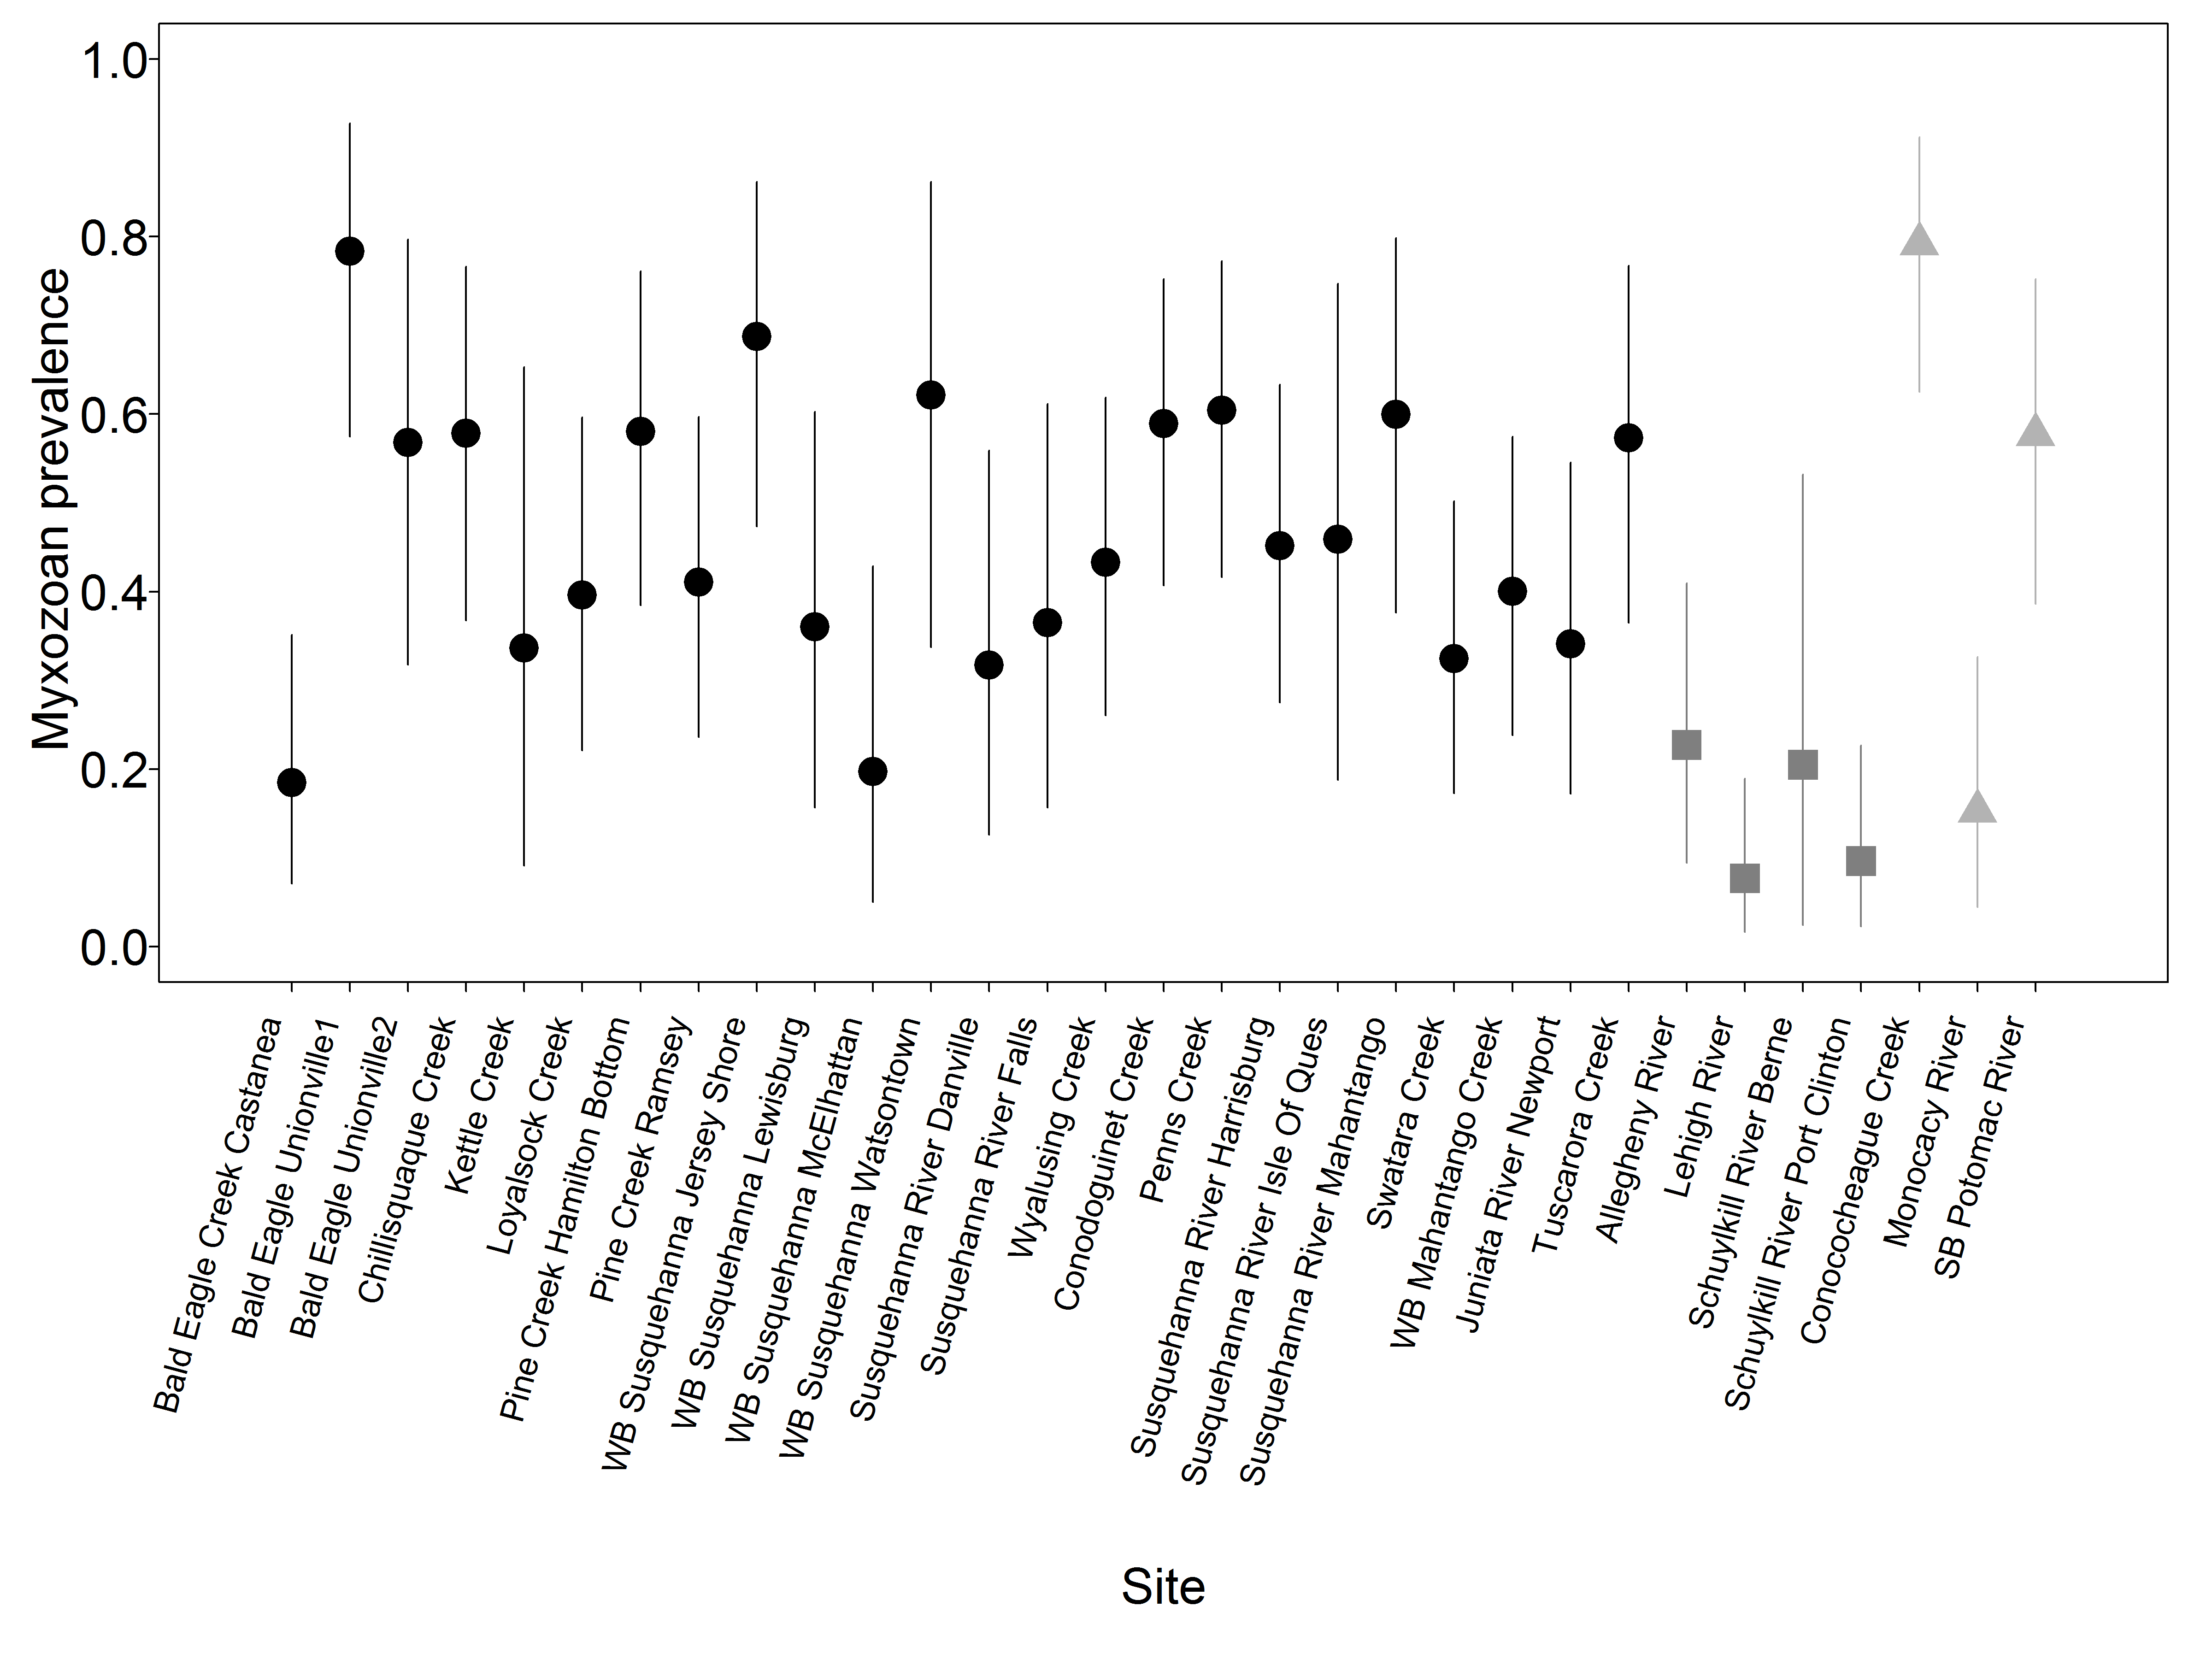 Myxozoan prevalence
1.0
0.8
0.6
0.4
0.2
0.0
Bald Eagle Creek Castanea
Bald Eagle Unionville1
Bald Eagle Unionville2
Chillisquaque Creek
Kettle Creek
Loyalsock Creek
Pine Creek Hamilton Bottom
Pine Creek Ramsey
WB Susquehanna Jersey Shore
WB Susquehanna Lewisburg
WB Susquehanna McElhattan
WB Susquehanna Watsontown
Susquehanna River Danville
Susquehanna River Falls
Wyalusing Creek
Conodoguinet Creek
Penns Creek
Susquehanna River Harrisburg
Susquehanna River Isle Of Ques
Susquehanna River Mahantango
Swatara Creek
WB Mahantango Creek
Juniata River Newport
Tuscarora Creek
Allegheny River
Lehigh River
Schuylkill River Berne
Schuylkill River Port Clinton
Conococheague Creek
Monocacy River
SB Potomac River
Site